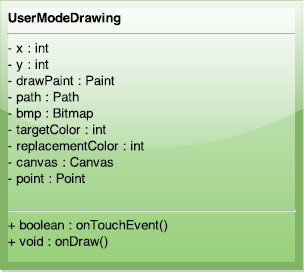 UserModeDrawing
- x : int
- y : int
- drawPaint : Paint
- path : Path
- bmp : Bitmap
- targetColor : int
- replacementColor : int
- canvas : Canvas
- point : Point
+ boolean : onTouchEvent()
+ void : onDraw()